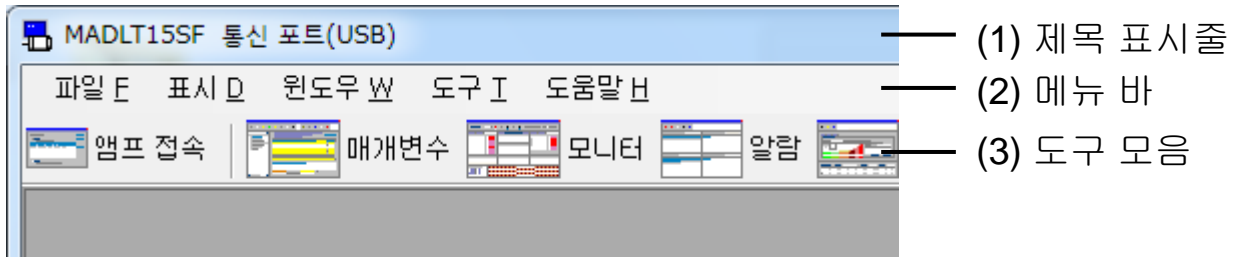 MADLT15SF 통신 포트(USB)
(1) 제목 표시줄
파일 F 표시 D 윈도우 W 도구 T 도움말 H
(2) 메뉴 바
앰프 접속 매개변수 모니터 알람
(3) 도구 모음